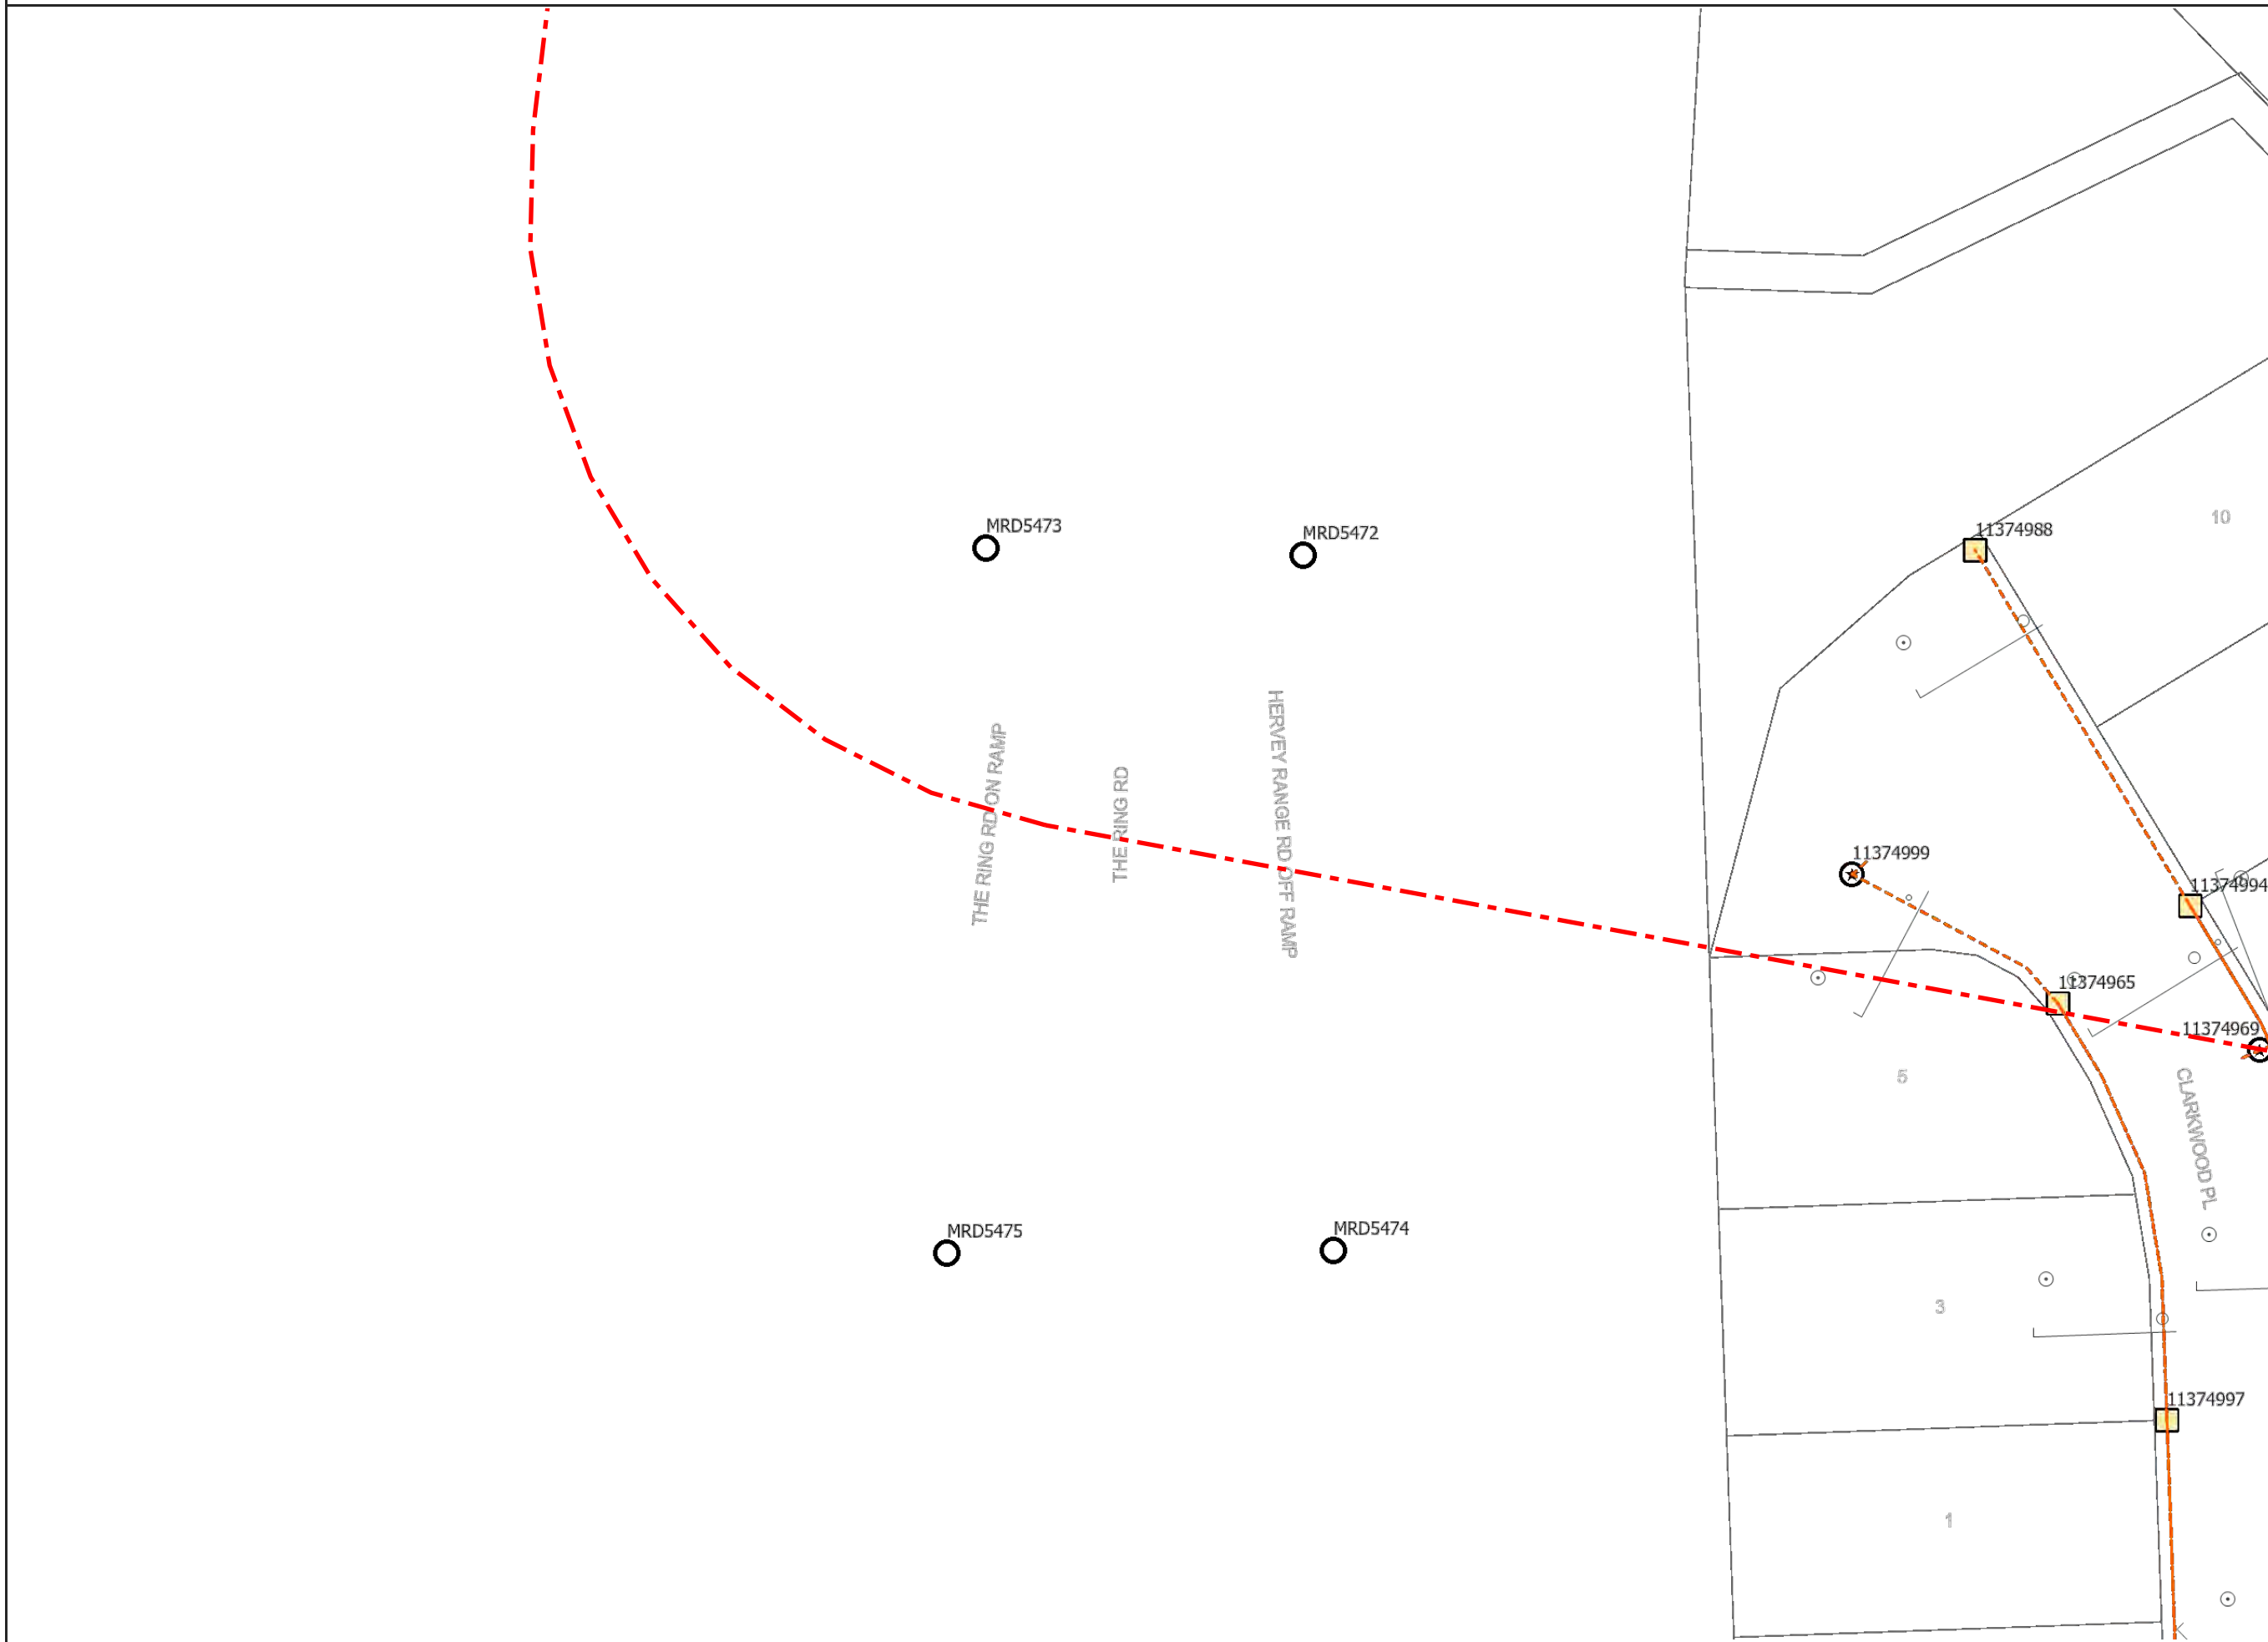 MRD5473
MRD5472
11374988
10
THE RING RD ON RAMP
THE RING RD
HERVEY RANGE RD OFF RAMP
11374999
11374994
11374965
11374969
5
CLARKWOOD PL
MRD5475
MRD5474
3
11374997
1